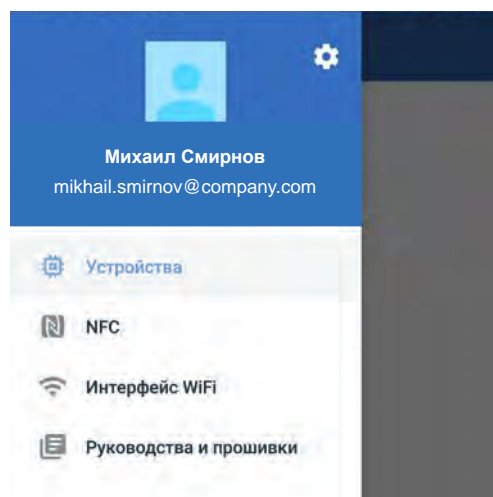 Михаил Смирнов
mikhail.smirnov@company.com
Устройства
NFC
Интерфейс WiFi
Руководства и прошивки